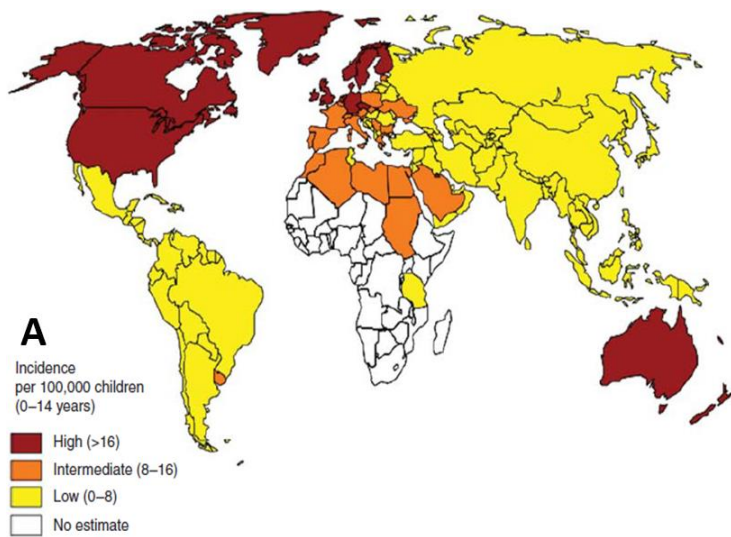 A
Incidence
per 100,000 children
(0–14 years)
High (>16)
Intermediate (8–16)
Low (0–8)
No estimate